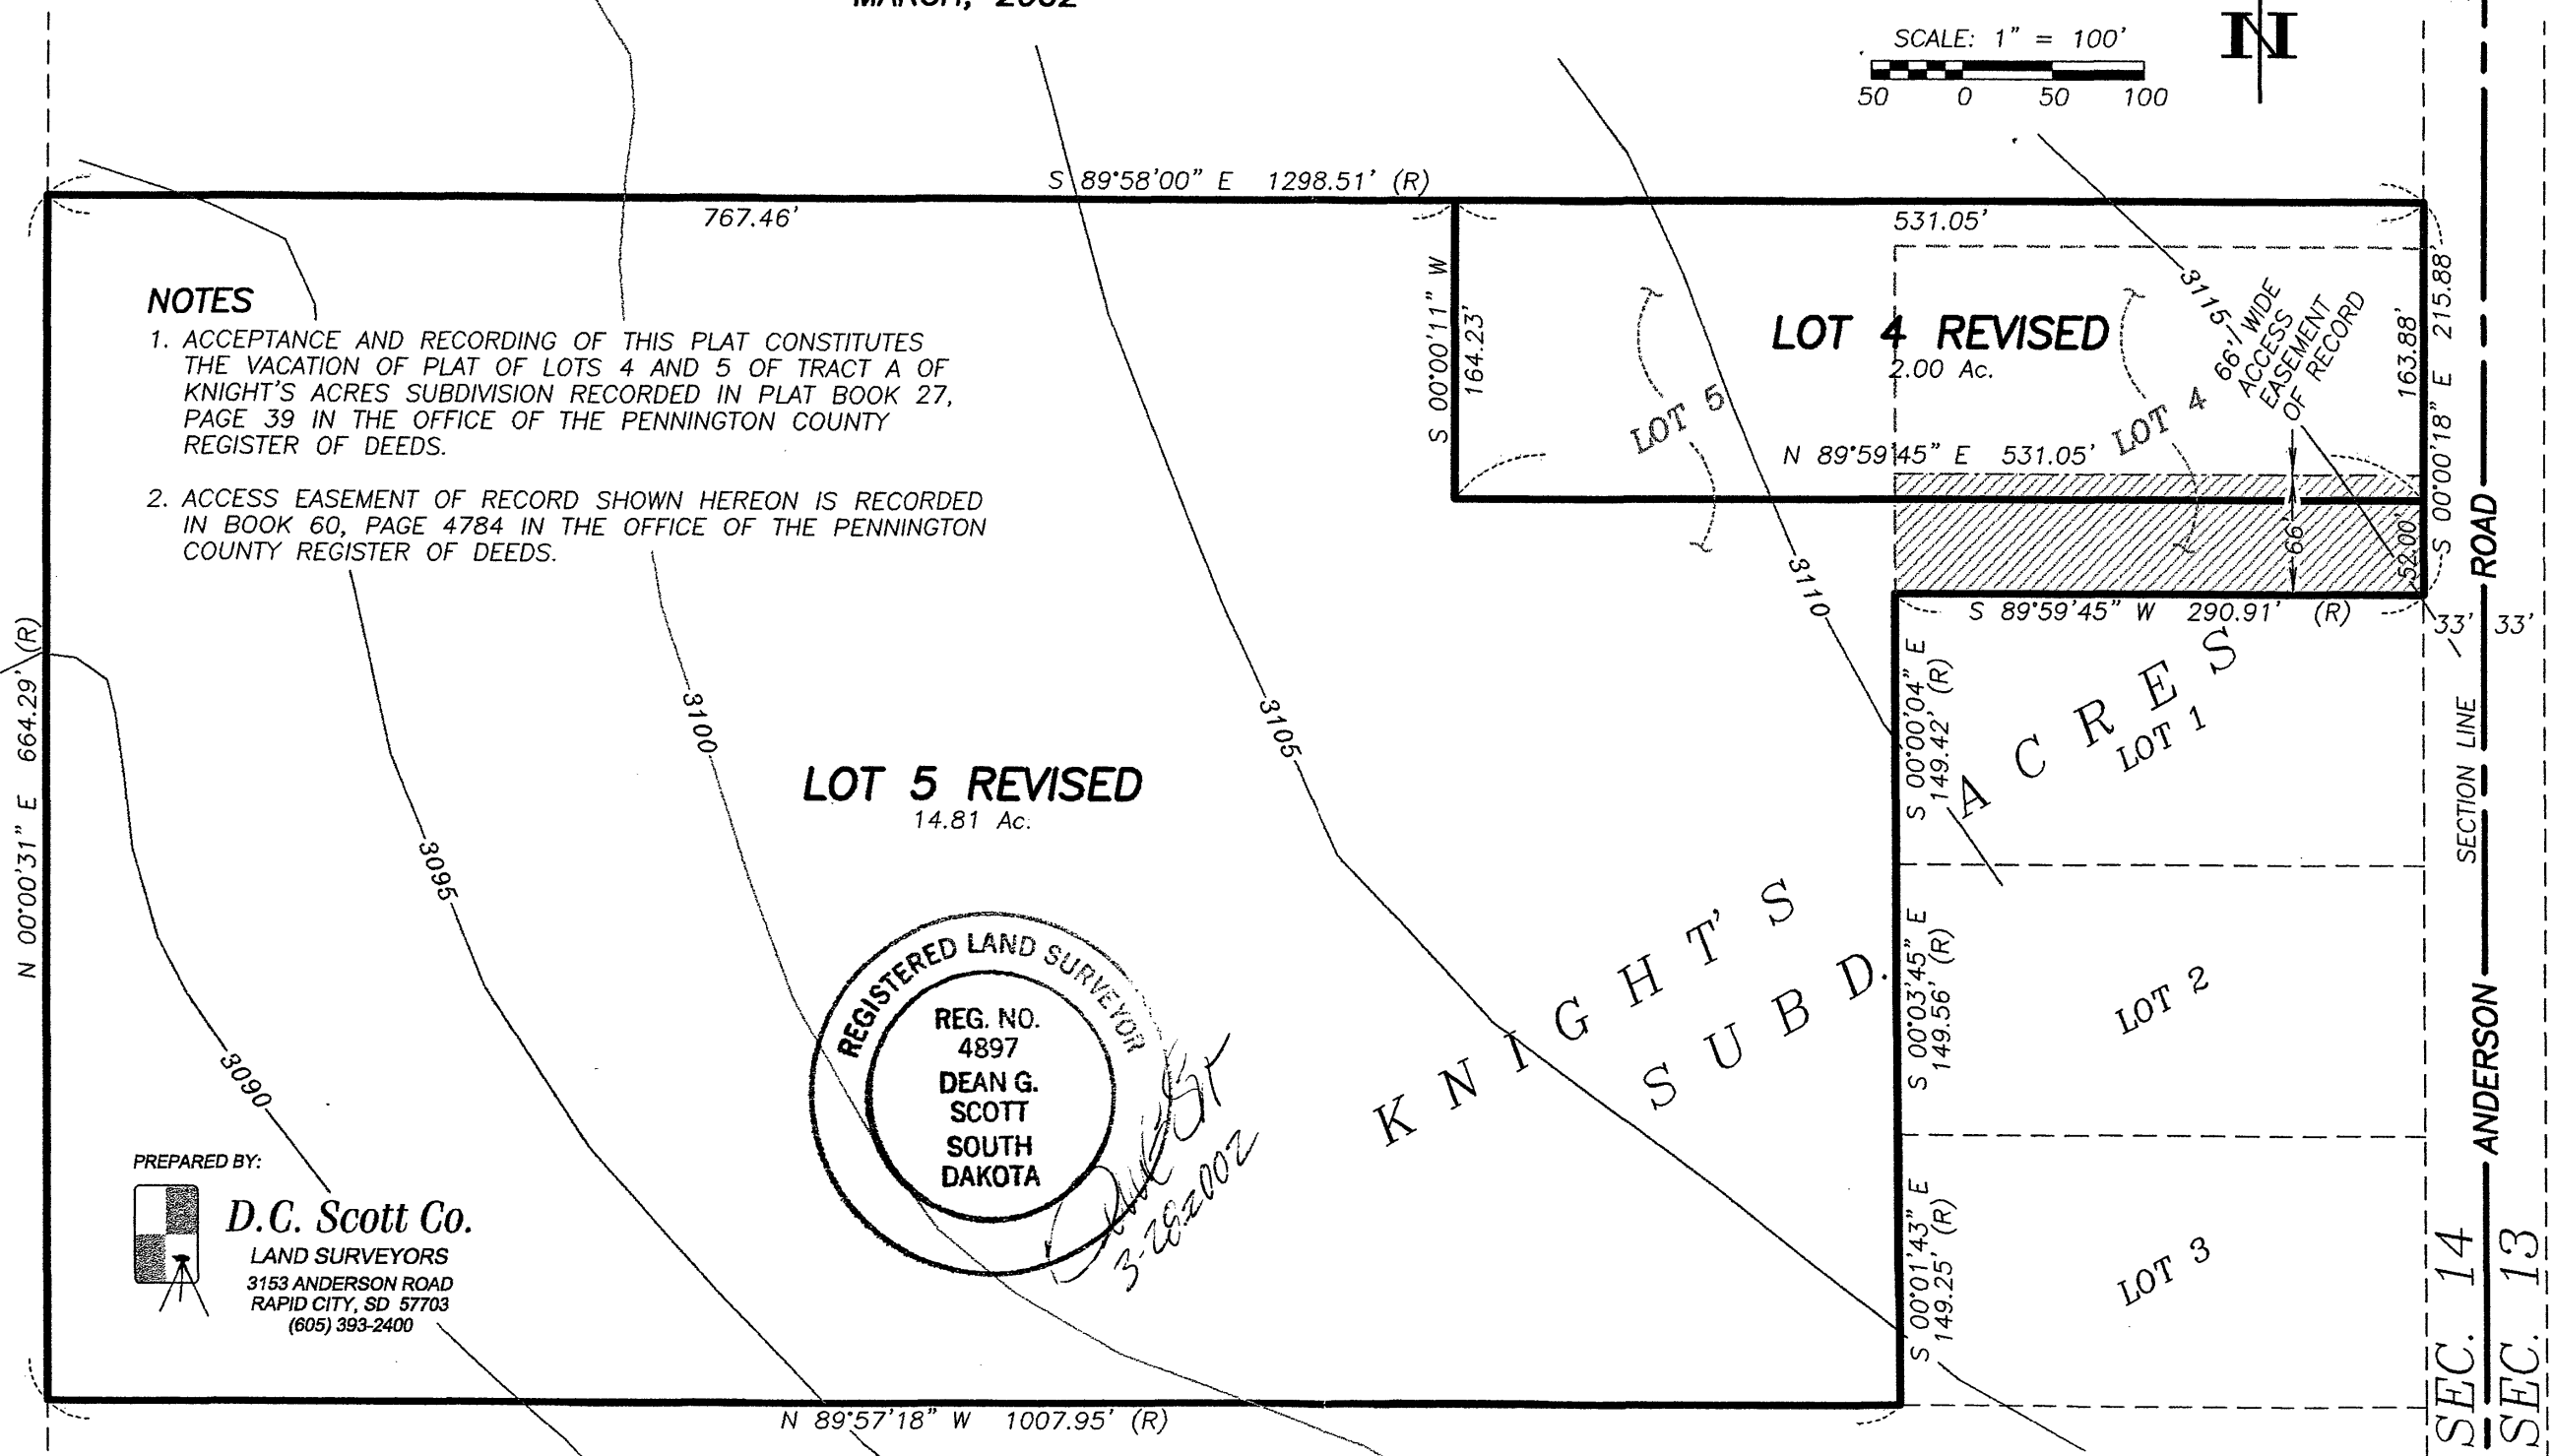 SCALE: 1" = 100'
50 0 50 100
N
S 89°58'00" E 1298.51' (R)
767.46'
531.05'
NOTES
1. ACCEPTANCE AND RECORDING OF THIS PLAT CONSTITUTES
THE VACATION OF PLAT OF LOTS 4 AND 5 OF TRACT A OF
KNIGHT'S ACRES SUBDIVISION RECORDED IN PLAT BOOK 27,
PAGE 39 IN THE OFFICE OF THE PENNINGTON COUNTY
REGISTER OF DEEDS.
2. ACCESS EASEMENT OF RECORD SHOWN HEREON IS RECORDED
IN BOOK 60, PAGE 4784 IN THE OFFICE OF THE PENNINGTON
COUNTY REGISTER OF DEEDS.
S 00°00'11" W
164.23'
LOT 4 REVISED
2.00 Ac.
LOT 5
LOT 4
3115
66' WIDE
ACCESS
EASEMENT
OF RECORD
163.88'
S 00°00'18" E 215.88'
N 89°59'45" E 531.05'
66'
52.00'
S 89°59'45" W 290.91' (R)
33' 33'
3110
3105
3100
3095
3090
N 00°00'31" E 664.29' (R)
LOT 5 REVISED
14.81 Ac.
S 00°00'04" E
149.42' (R)
S 00°03'45" E
149.56' (R)
S 00°01'43" E
149.25' (R)
KNIGHT'S
ACRES
SUBD.
LOT 1
LOT 2
LOT 3
SECTION LINE
ANDERSON ROAD
SEC. 14
SEC. 13
REGISTERED LAND SURVEYOR
REG. NO.
4897
DEAN G.
SCOTT
SOUTH
DAKOTA
3-28-2002
PREPARED BY:
D.C. Scott Co.
LAND SURVEYORS
3153 ANDERSON ROAD
RAPID CITY, SD 57703
(605) 393-2400
N 89°57'18" W 1007.95' (R)